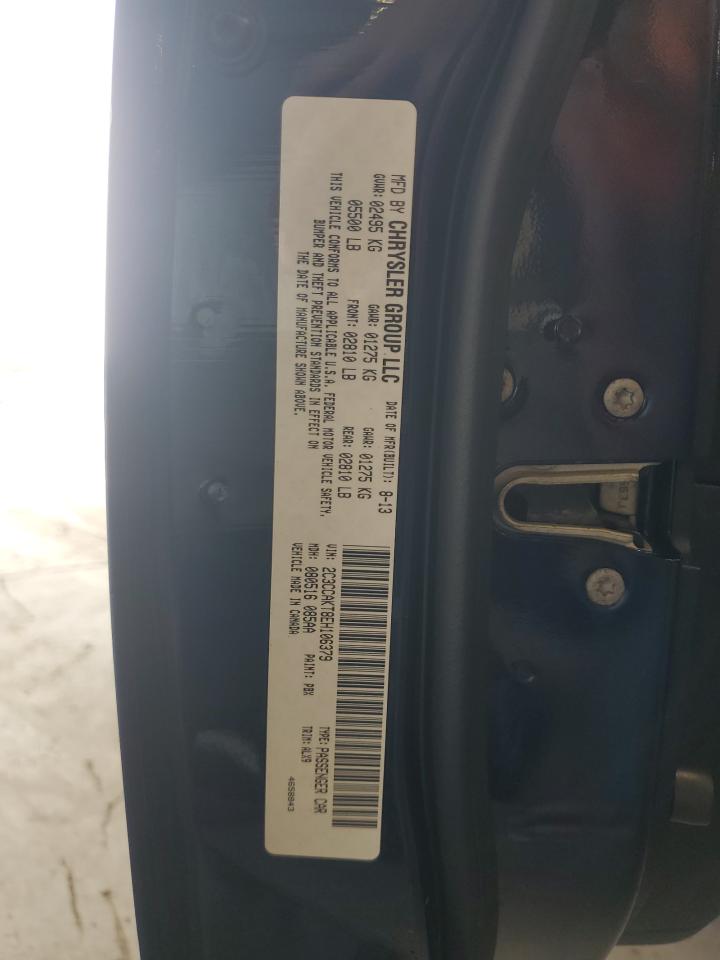 MFD BY CHRYSLER GROUP LLC DATE OF MFR(BUILT): 8-13
GVWR: 02495 KG GAWR: 01275 KG GAWR: 01275 KG
05500 LB FRONT: 02810 LB REAR: 02810 LB
THIS VEHICLE CONFORMS TO ALL APPLICABLE U.S.A. FEDERAL MOTOR VEHICLE SAFETY,
BUMPER AND THEFT PREVENTION STANDARDS IN EFFECT ON
THE DATE OF MANUFACTURE SHOWN ABOVE.
VIN: 2C3CCAKT8EH106379 TYPE: PASSENGER CAR
MDH: 080516 085AA PAINT: PBX TRIM: ALX9
VEHICLE MADE IN CANADA
4658843